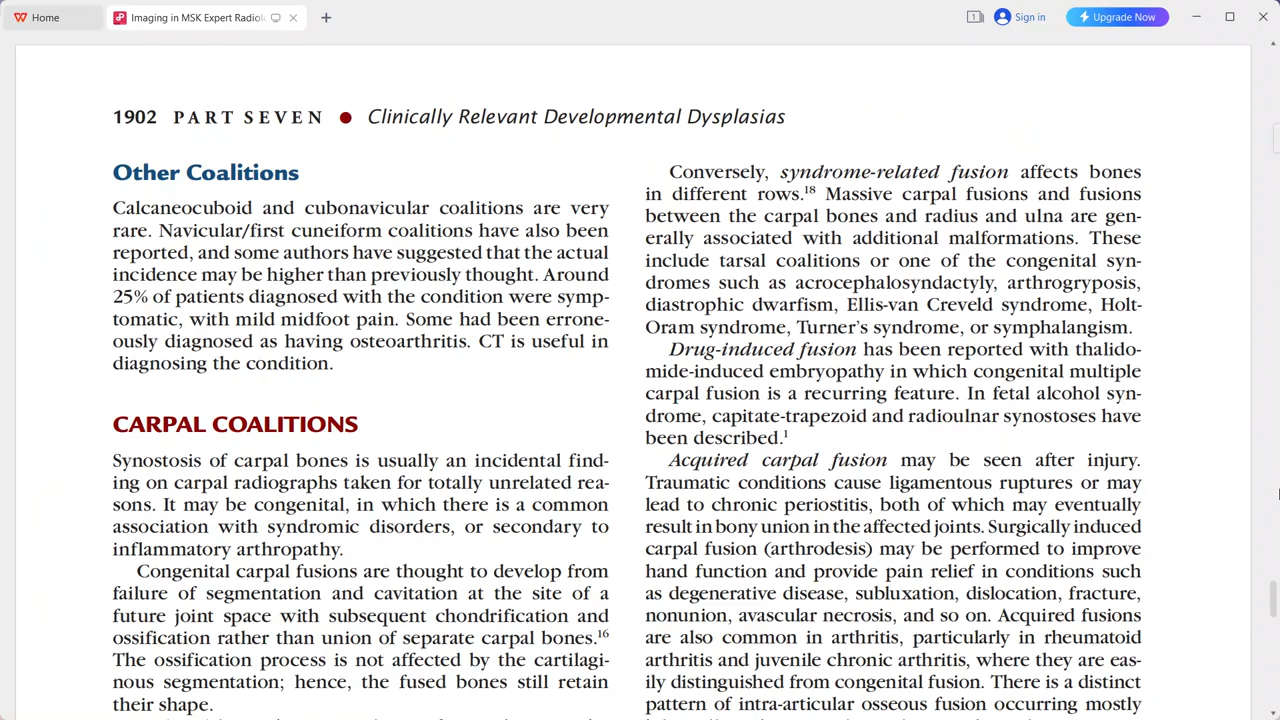 Home
Imaging in MSK Expert Radiol
1
Sign in
Upgrade Now
1902 PART SEVEN ● Clinically Relevant Developmental Dysplasias
Other Coalitions
Calcaneocuboid and cubonavicular coalitions are very
rare. Navicular/first cuneiform coalitions have also been
reported, and some authors have suggested that the actual
incidence may be higher than previously thought. Around
25% of patients diagnosed with the condition were symp-
tomatic, with mild midfoot pain. Some had been errone-
ously diagnosed as having osteoarthritis. CT is useful in
diagnosing the condition.
CARPAL COALITIONS
Synostosis of carpal bones is usually an incidental find-
ing on carpal radiographs taken for totally unrelated rea-
sons. It may be congenital, in which there is a common
association with syndromic disorders, or secondary to
inflammatory arthropathy.
Congenital carpal fusions are thought to develop from
failure of segmentation and cavitation at the site of a
future joint space with subsequent chondrification and
ossification rather than union of separate carpal bones.16
The ossification process is not affected by the cartilagi-
nous segmentation; hence, the fused bones still retain
their shape.
Conversely, syndrome-related fusion affects bones
in different rows.18 Massive carpal fusions and fusions
between the carpal bones and radius and ulna are gen-
erally associated with additional malformations. These
include tarsal coalitions or one of the congenital syn-
dromes such as acrocephalosyndactyly, arthrogryposis,
diastrophic dwarfism, Ellis-van Creveld syndrome, Holt-
Oram syndrome, Turner's syndrome, or symphalangism.
Drug-induced fusion has been reported with thalido-
mide-induced embryopathy in which congenital multiple
carpal fusion is a recurring feature. In fetal alcohol syn-
drome, capitate-trapezoid and radioulnar synostoses have
been described.1
Acquired carpal fusion may be seen after injury.
Traumatic conditions cause ligamentous ruptures or may
lead to chronic periostitis, both of which may eventually
result in bony union in the affected joints. Surgically induced
carpal fusion (arthrodesis) may be performed to improve
hand function and provide pain relief in conditions such
as degenerative disease, subluxation, dislocation, fracture,
nonunion, avascular necrosis, and so on. Acquired fusions
are also common in arthritis, particularly in rheumatoid
arthritis and juvenile chronic arthritis, where they are eas-
ily distinguished from congenital fusion. There is a distinct
pattern of intra-articular osseous fusion occurring mostly